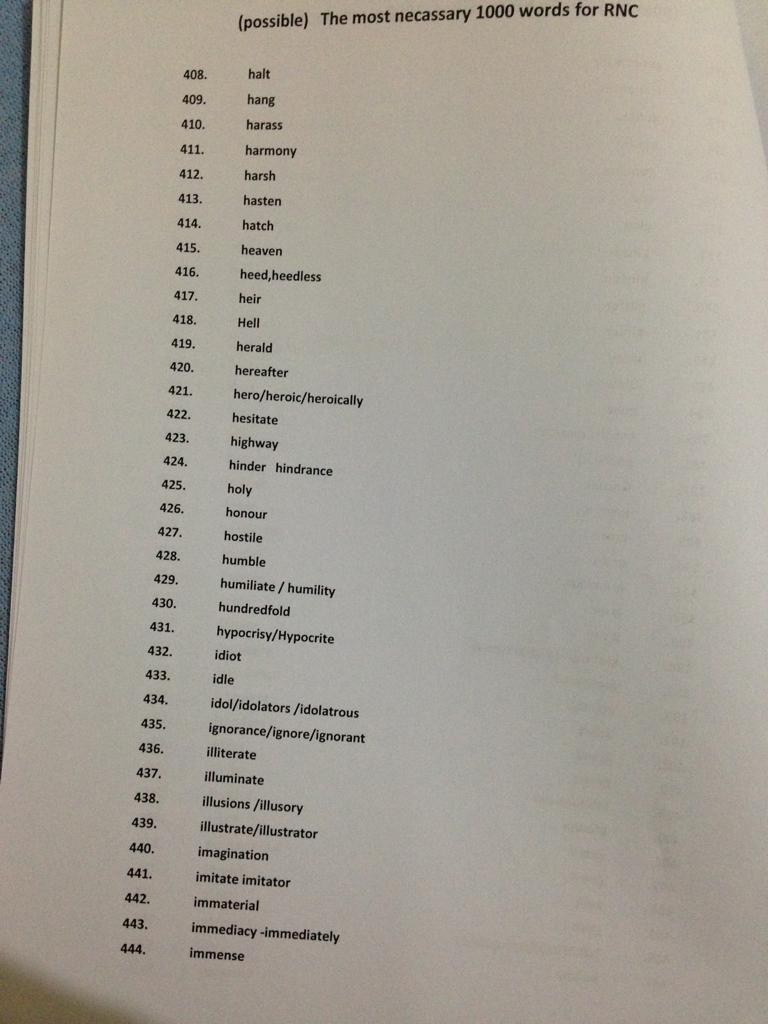 (possible) The most necassary 1000 words for RNC
408. halt
409. hang
410. harass
411. harmony
412. harsh
413. hasten
414. hatch
415. heaven
416. heed,heedless
417. heir
418. Hell
419. herald
420. hereafter
421. hero/heroic/heroically
422. hesitate
423. highway
424. hinder hindrance
425. holy
426. honour
427. hostile
428. humble
429. humiliate / humility
430. hundredfold
431. hypocrisy/Hypocrite
432. idiot
433. idle
434. idol/idolators /idolatrous
435. ignorance/ignore/ignorant
436. illiterate
437. illuminate
438. illusions /illusory
439. illustrate/illustrator
440. imagination
441. imitate imitator
442. immaterial
443. immediacy -immediately
444. immense